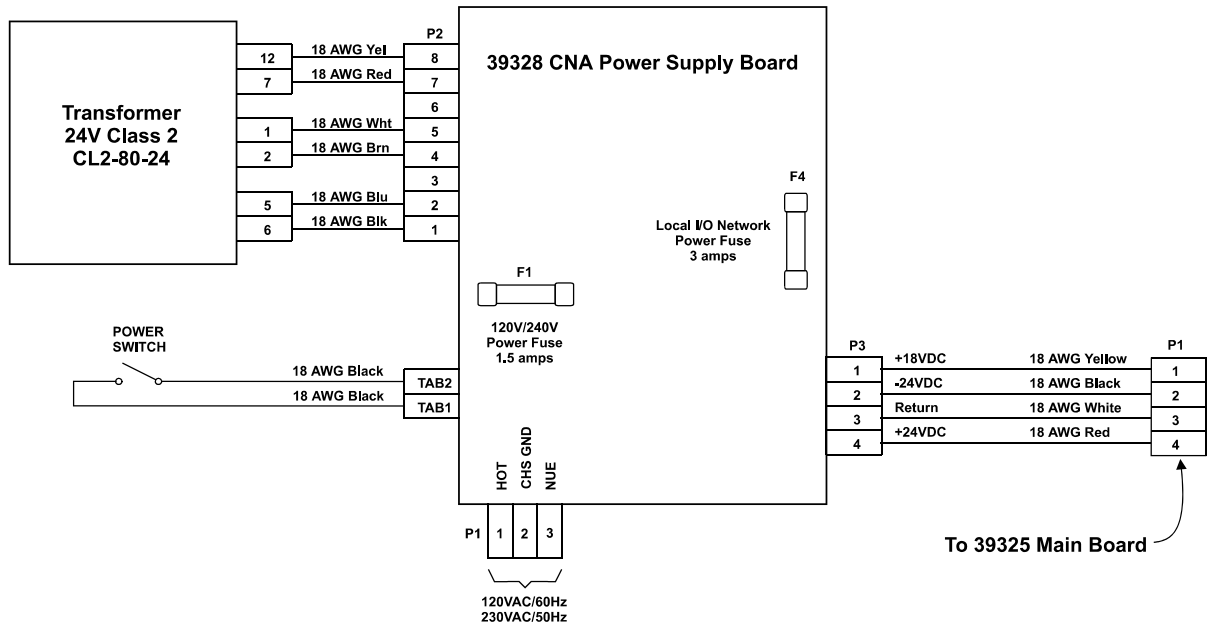 Transformer
24V Class 2
CL2-80-24
12
7
1
2
5
6
18 AWG Yel
18 AWG Red
18 AWG Wht
18 AWG Brn
18 AWG Blu
18 AWG Blk
P2
8
7
6
5
4
3
2
1
39328 CNA Power Supply Board
F4
Local I/O Network
Power Fuse
3 amps
F1
120V/240V
Power Fuse
1.5 amps
POWER
SWITCH
18 AWG Black
18 AWG Black
TAB2
TAB1
HOT
CHS GND
NUE
P1
1
2
3
120VAC/60Hz
230VAC/50Hz
P3
1
2
3
4
+18VDC
-24VDC
Return
+24VDC
18 AWG Yellow
18 AWG Black
18 AWG White
18 AWG Red
P1
1
2
3
4
To 39325 Main Board